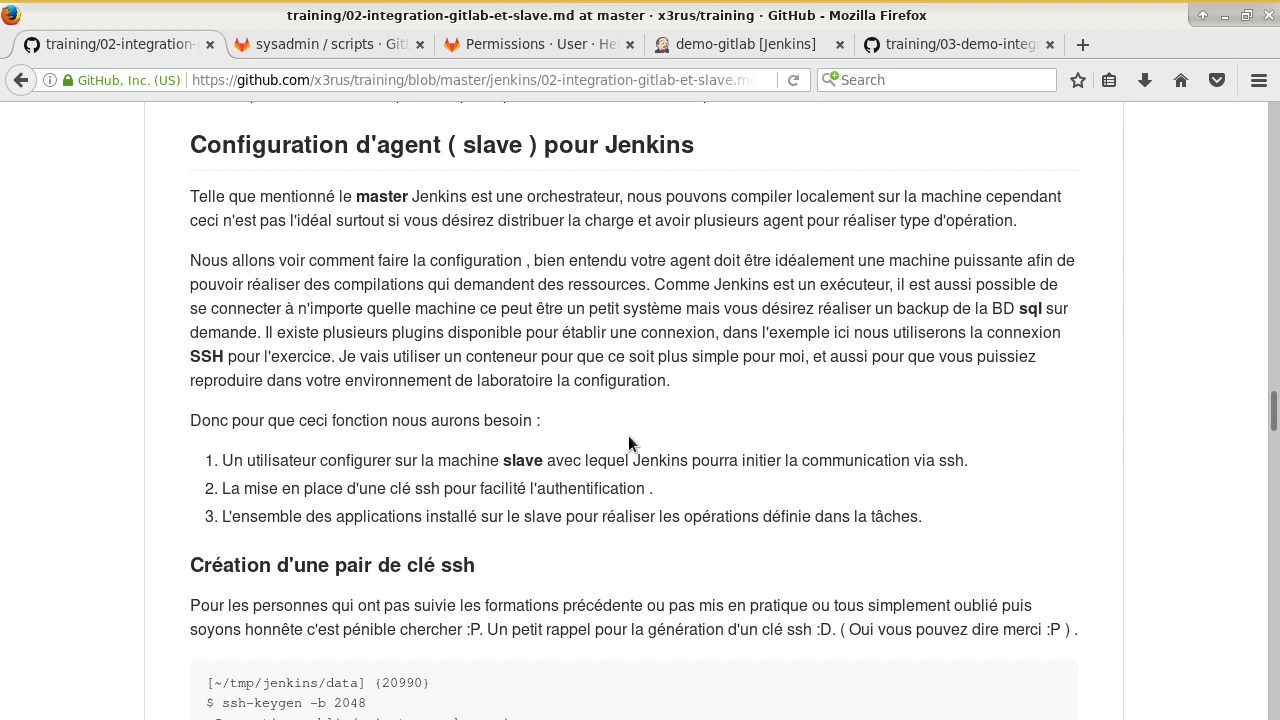 training/02-integration-gitlab-et-slave.md at master · x3rus/training · GitHub - Mozilla Firefox
training/02-integration-
sysadmin / scripts · Git
Permissions · User · He
demo-gitlab [Jenkins]
training/03-demo-integ
GitHub, Inc. (US)
https://github.com/x3rus/training/blob/master/jenkins/02-integration-gitlab-et-slave.md
Search
Configuration d'agent ( slave ) pour Jenkins
Telle que mentionné le master Jenkins est une orchestrateur, nous pouvons compiler localement sur la machine cependant
ceci n'est pas l'idéal surtout si vous désirez distribuer la charge et avoir plusieurs agent pour réaliser type d'opération.
Nous allons voir comment faire la configuration , bien entendu votre agent doit être idéalement une machine puissante afin de
pouvoir réaliser des compilations qui demandent des ressources. Comme Jenkins est un exécuteur, il est aussi possible de
se connecter à n'importe quelle machine ce peut être un petit système mais vous désirez réaliser un backup de la BD sql sur
demande. Il existe plusieurs plugins disponible pour établir une connexion, dans l'exemple ici nous utiliserons la connexion
SSH pour l'exercice. Je vais utiliser un conteneur pour que ce soit plus simple pour moi, et aussi pour que vous puissiez
reproduire dans votre environnement de laboratoire la configuration.
Donc pour que ceci fonction nous aurons besoin :
1. Un utilisateur configurer sur la machine slave avec lequel Jenkins pourra initier la communication via ssh.
2. La mise en place d'une clé ssh pour facilité l'authentification .
3. L'ensemble des applications installé sur le slave pour réaliser les opérations définie dans la tâches.
Création d'une pair de clé ssh
Pour les personnes qui ont pas suivie les formations précédente ou pas mis en pratique ou tous simplement oublié puis
soyons honnête c'est pénible chercher :P. Un petit rappel pour la génération d'un clé ssh :D. ( Oui vous pouvez dire merci :P ) .
[~/tmp/jenkins/data] {20990}
$ ssh-keygen -b 2048